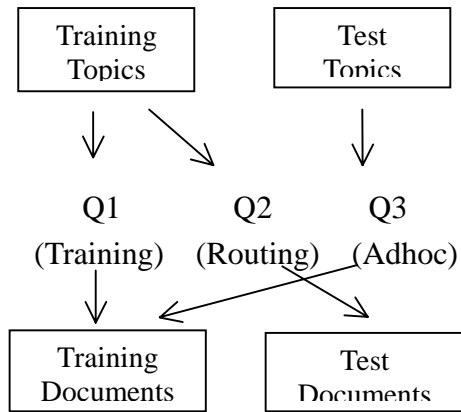 Training
Topics
Test
Topics
Q1
(Training)
Q2
(Routing)
Q3
(Adhoc)
Training
Documents
Test
Documents